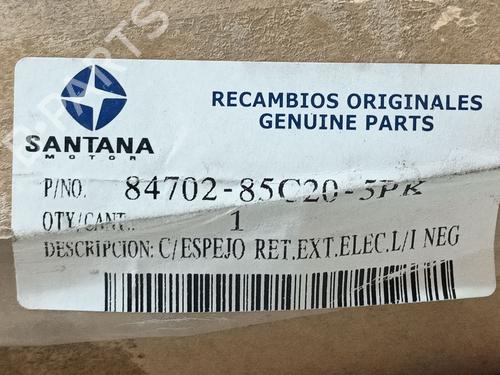 RECAMBIOS ORIGINALES
GENUINE PARTS
SANTANA
MOTOR
P/NO. 84702-85C20-5PK
QTY/CANT.: 1
DESCRIPCION: C/ESPEJO RET.EXT.ELEC.L/I NEG